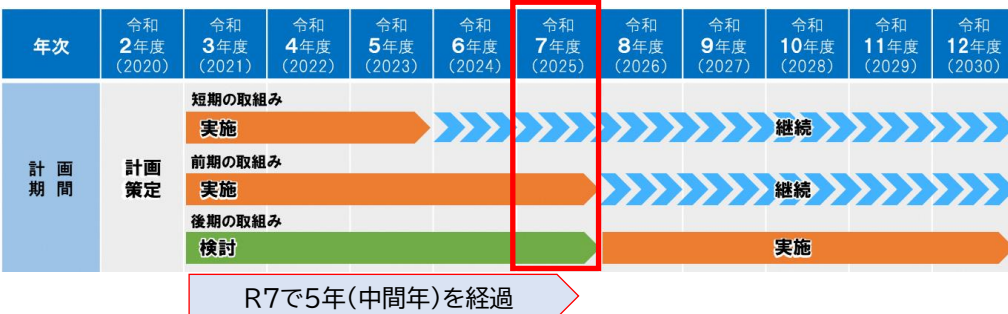 年次
令和
2年度
(2020)
令和
3年度
(2021)
令和
4年度
(2022)
令和
5年度
(2023)
令和
6年度
(2024)
令和
7年度
(2025)
令和
8年度
(2026)
令和
9年度
(2027)
令和
10年度
(2028)
令和
11年度
(2029)
令和
12年度
(2030)
計 画
期 間
計画
策定
短期の取組み
実施
継続
前期の取組み
実施
継続
後期の取組み
検討
実施
R7で5年(中間年)を経過